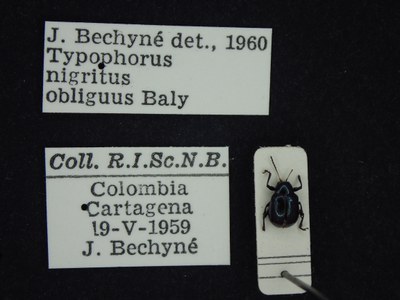 J. Bechyné det., 1960
Typophorus
nigritus
obliguus Baly
Coll. R.I.Sc.N.B.
Colombia
Cartagena
19-V-1959
J. Bechyné